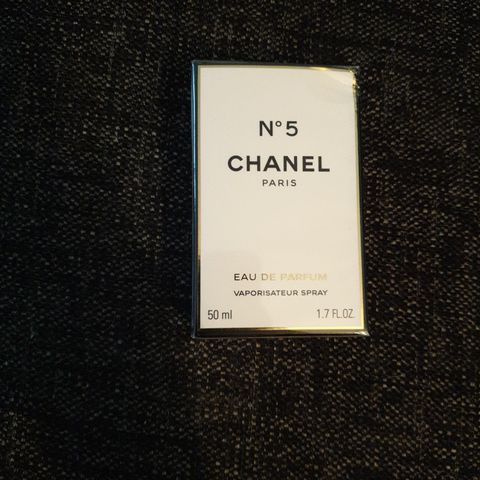 N°5
CHANEL
PARIS
EAU DE PARFUM
VAPORISATEUR SPRAY
50 ml 1.7 FL.OZ.